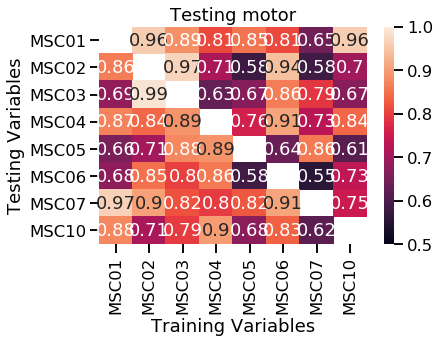 Testing motor
Testing Variables
MSC01 0.96 0.89 0.81 0.85 0.81 0.65 0.96
MSC02 0.86 0.97 0.71 0.58 0.94 0.58 0.7
MSC03 0.69 0.99 0.63 0.67 0.86 0.79 0.67
MSC04 0.87 0.84 0.89 0.76 0.91 0.73 0.84
MSC05 0.66 0.71 0.88 0.89 0.64 0.86 0.61
MSC06 0.68 0.85 0.8 0.86 0.58 0.55 0.73
MSC07 0.97 0.9 0.82 0.8 0.82 0.91 0.75
MSC10 0.88 0.71 0.79 0.9 0.68 0.83 0.62
MSC01 MSC02 MSC03 MSC04 MSC05 MSC06 MSC07 MSC10
Training Variables
1.0
0.9
0.8
0.7
0.6
0.5